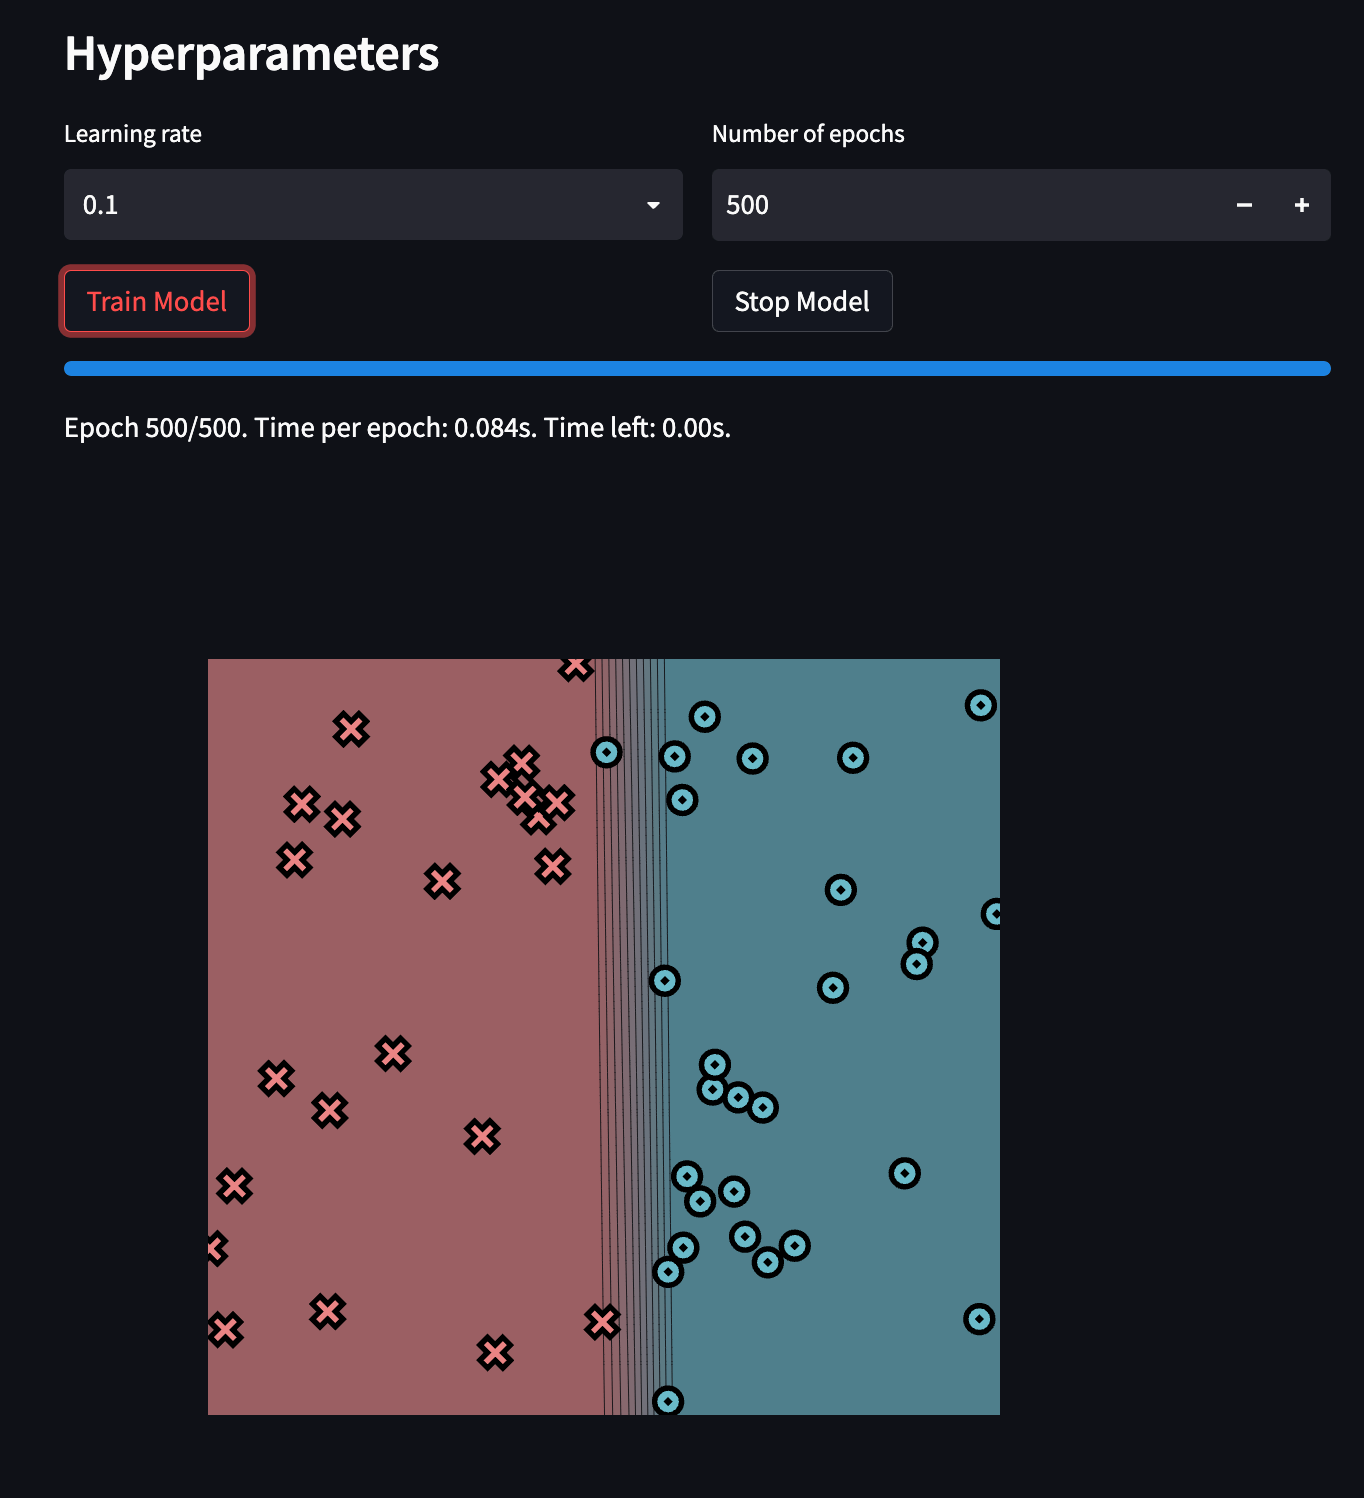 Hyperparameters
Learning rate
Number of epochs
0.1
500
Train Model
Stop Model
Epoch 500/500. Time per epoch: 0.084s. Time left: 0.00s.